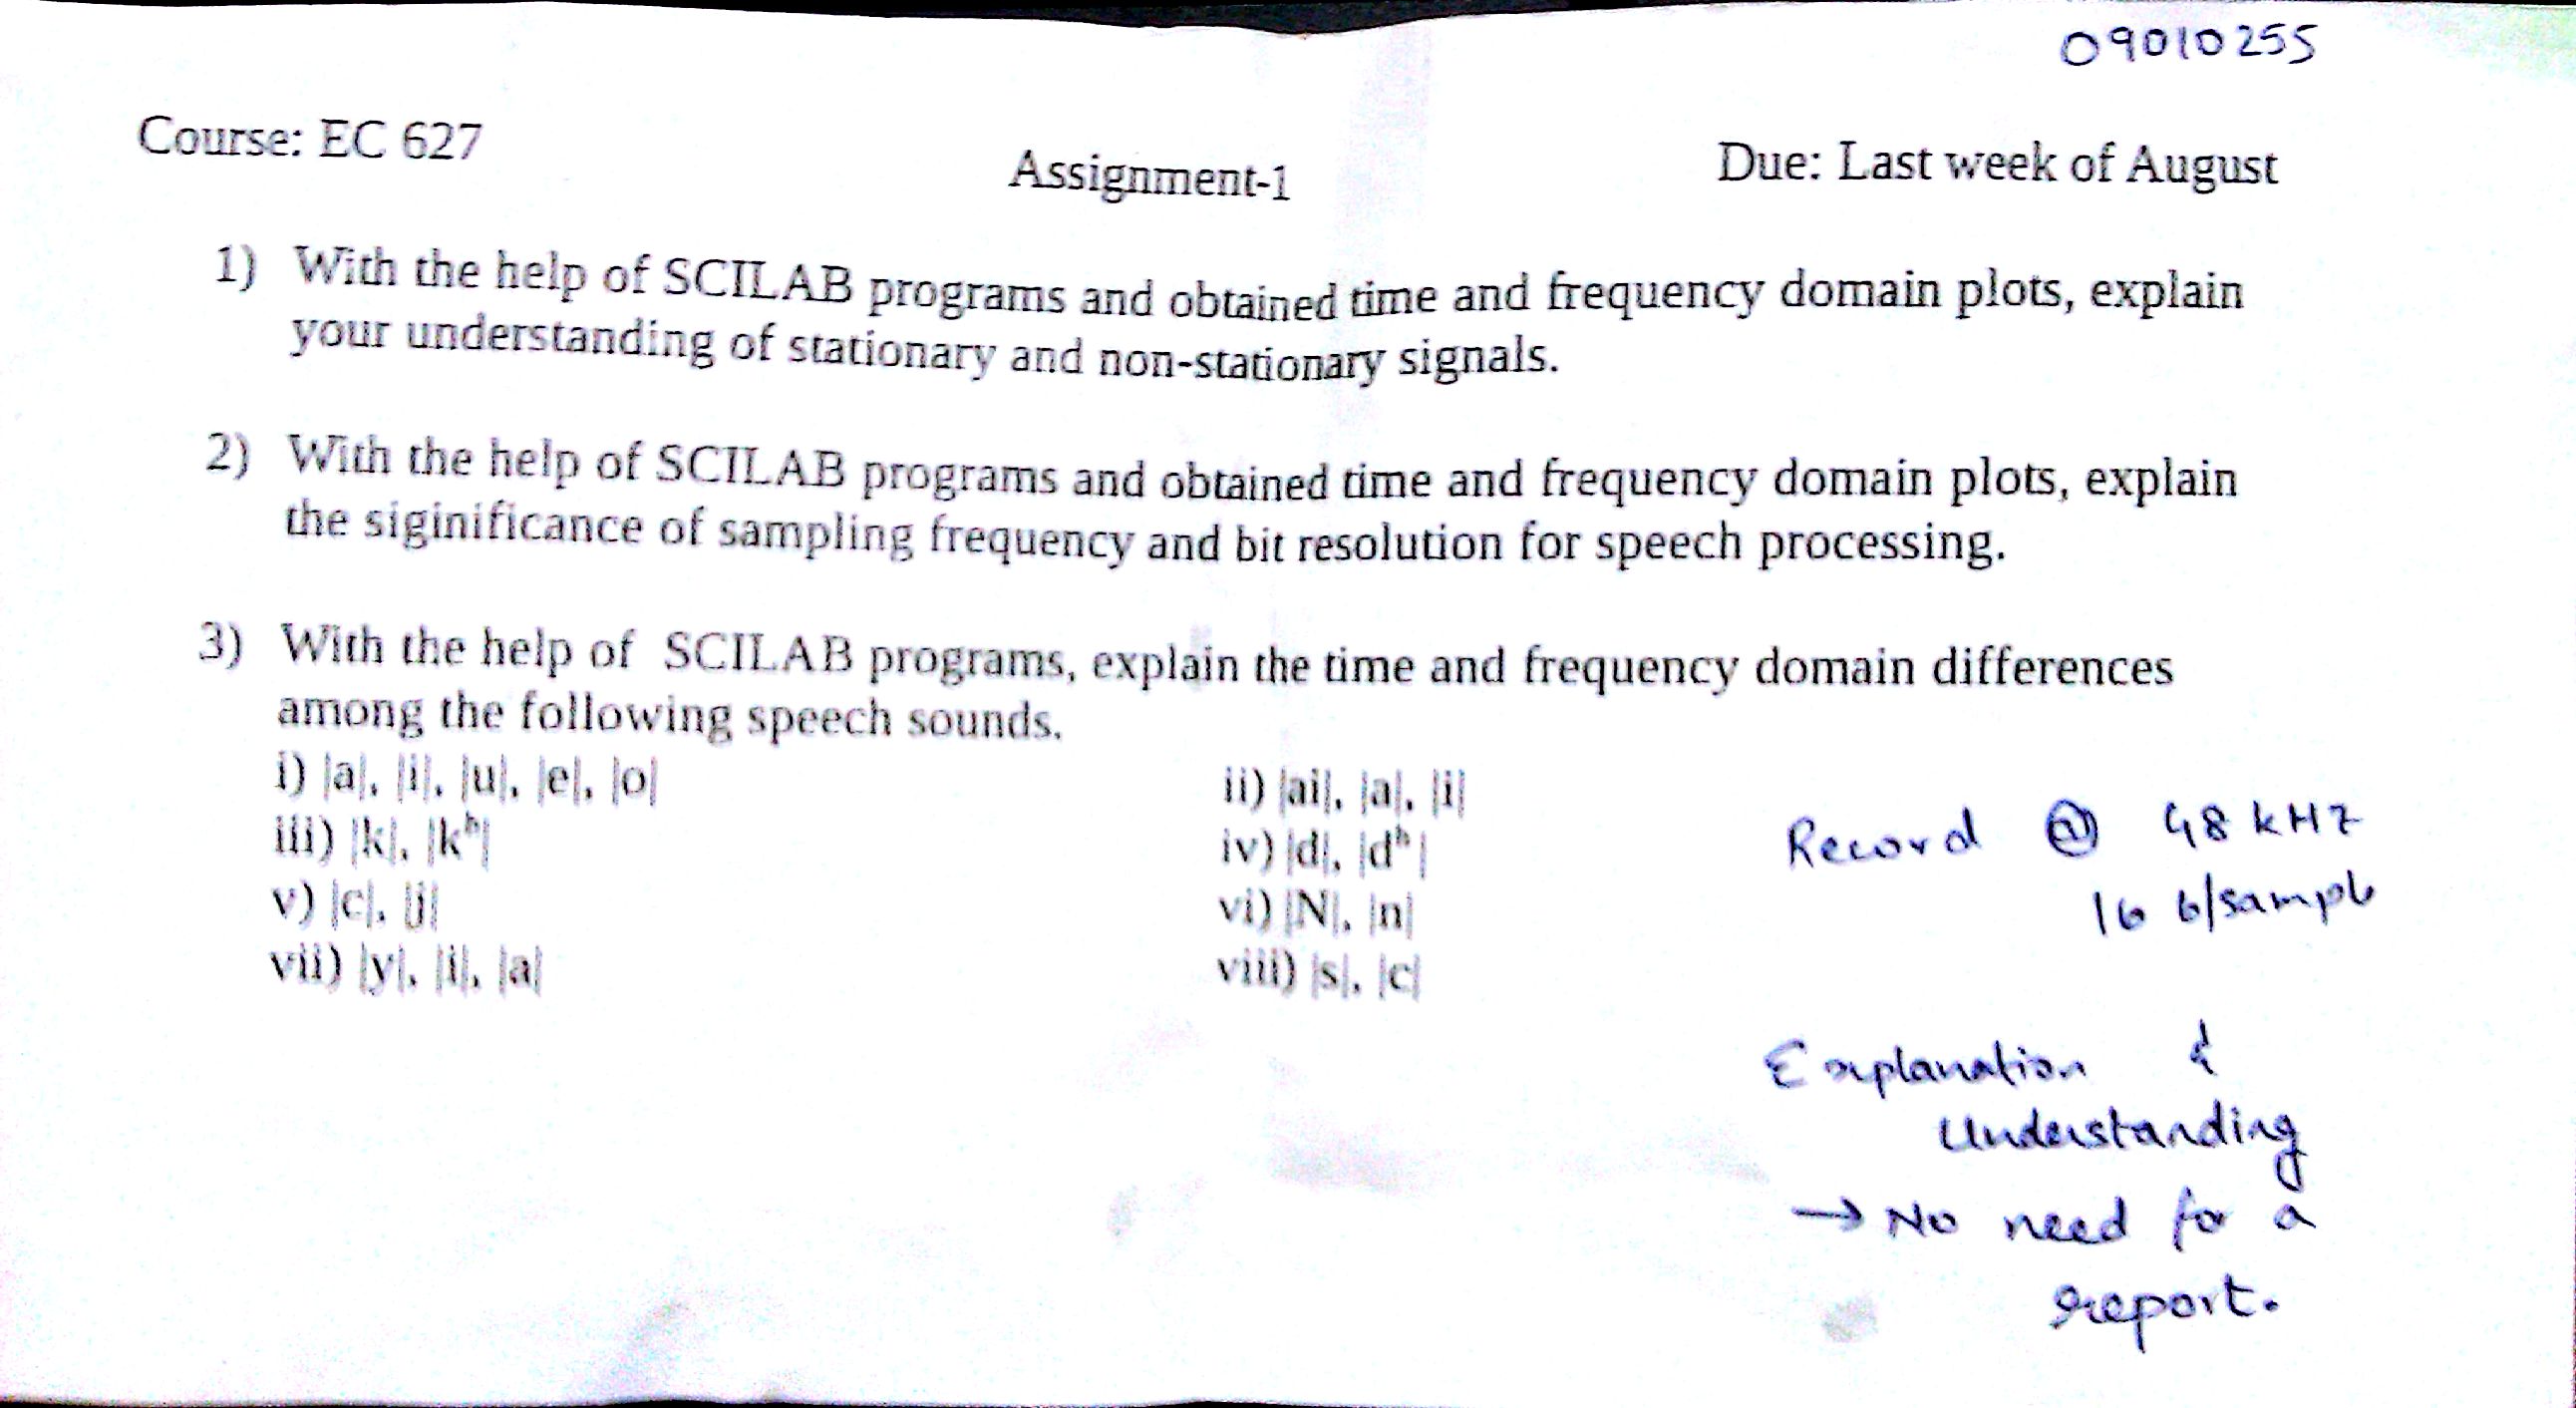 09010255
Course: EC 627
Assignment-1
Due: Last week of August
1) With the help of SCILAB programs and obtained time and frequency domain plots, explain
your understanding of stationary and non-stationary signals.
2) With the help of SCILAB programs and obtained time and frequency domain plots, explain
the siginificance of sampling frequency and bit resolution for speech processing.
3) With the help of SCILAB programs, explain the time and frequency domain differences
among the following speech sounds.
i) |a|, |i|, |u|, |e|, |o|
ii) |ai|, |a|, |i|
iii) |k|, |kʰ|
iv) |d|, |dʰ|
v) |c|, |j|
vi) |N|, |n|
vii) |y|, |i|, |a|
viii) |s|, |c|
Record @ 48 kHz
16 b/sample
Explanation &
Understanding
→ No need for a
report.